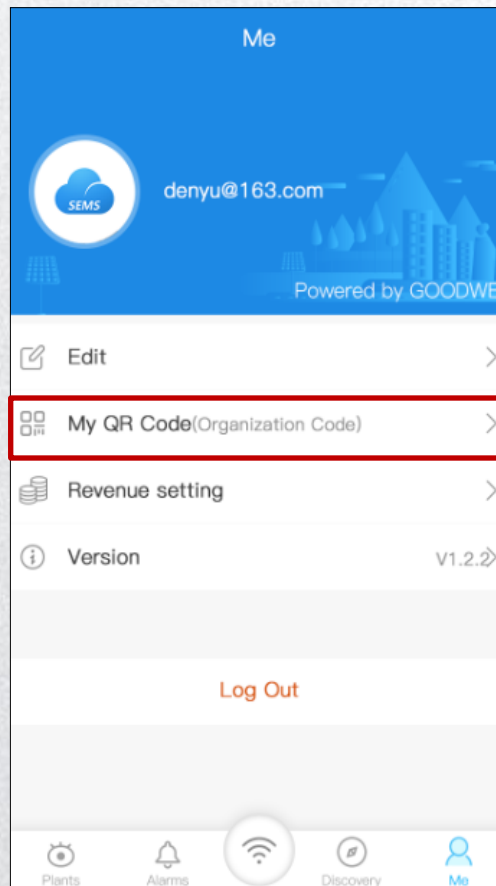 Me
SEMS
denyu@163.com
Powered by GOODWE
Edit
My QR Code(Organization Code)
Revenue setting
Version V1.2.2
Log Out
Plants Alarms Discovery Me